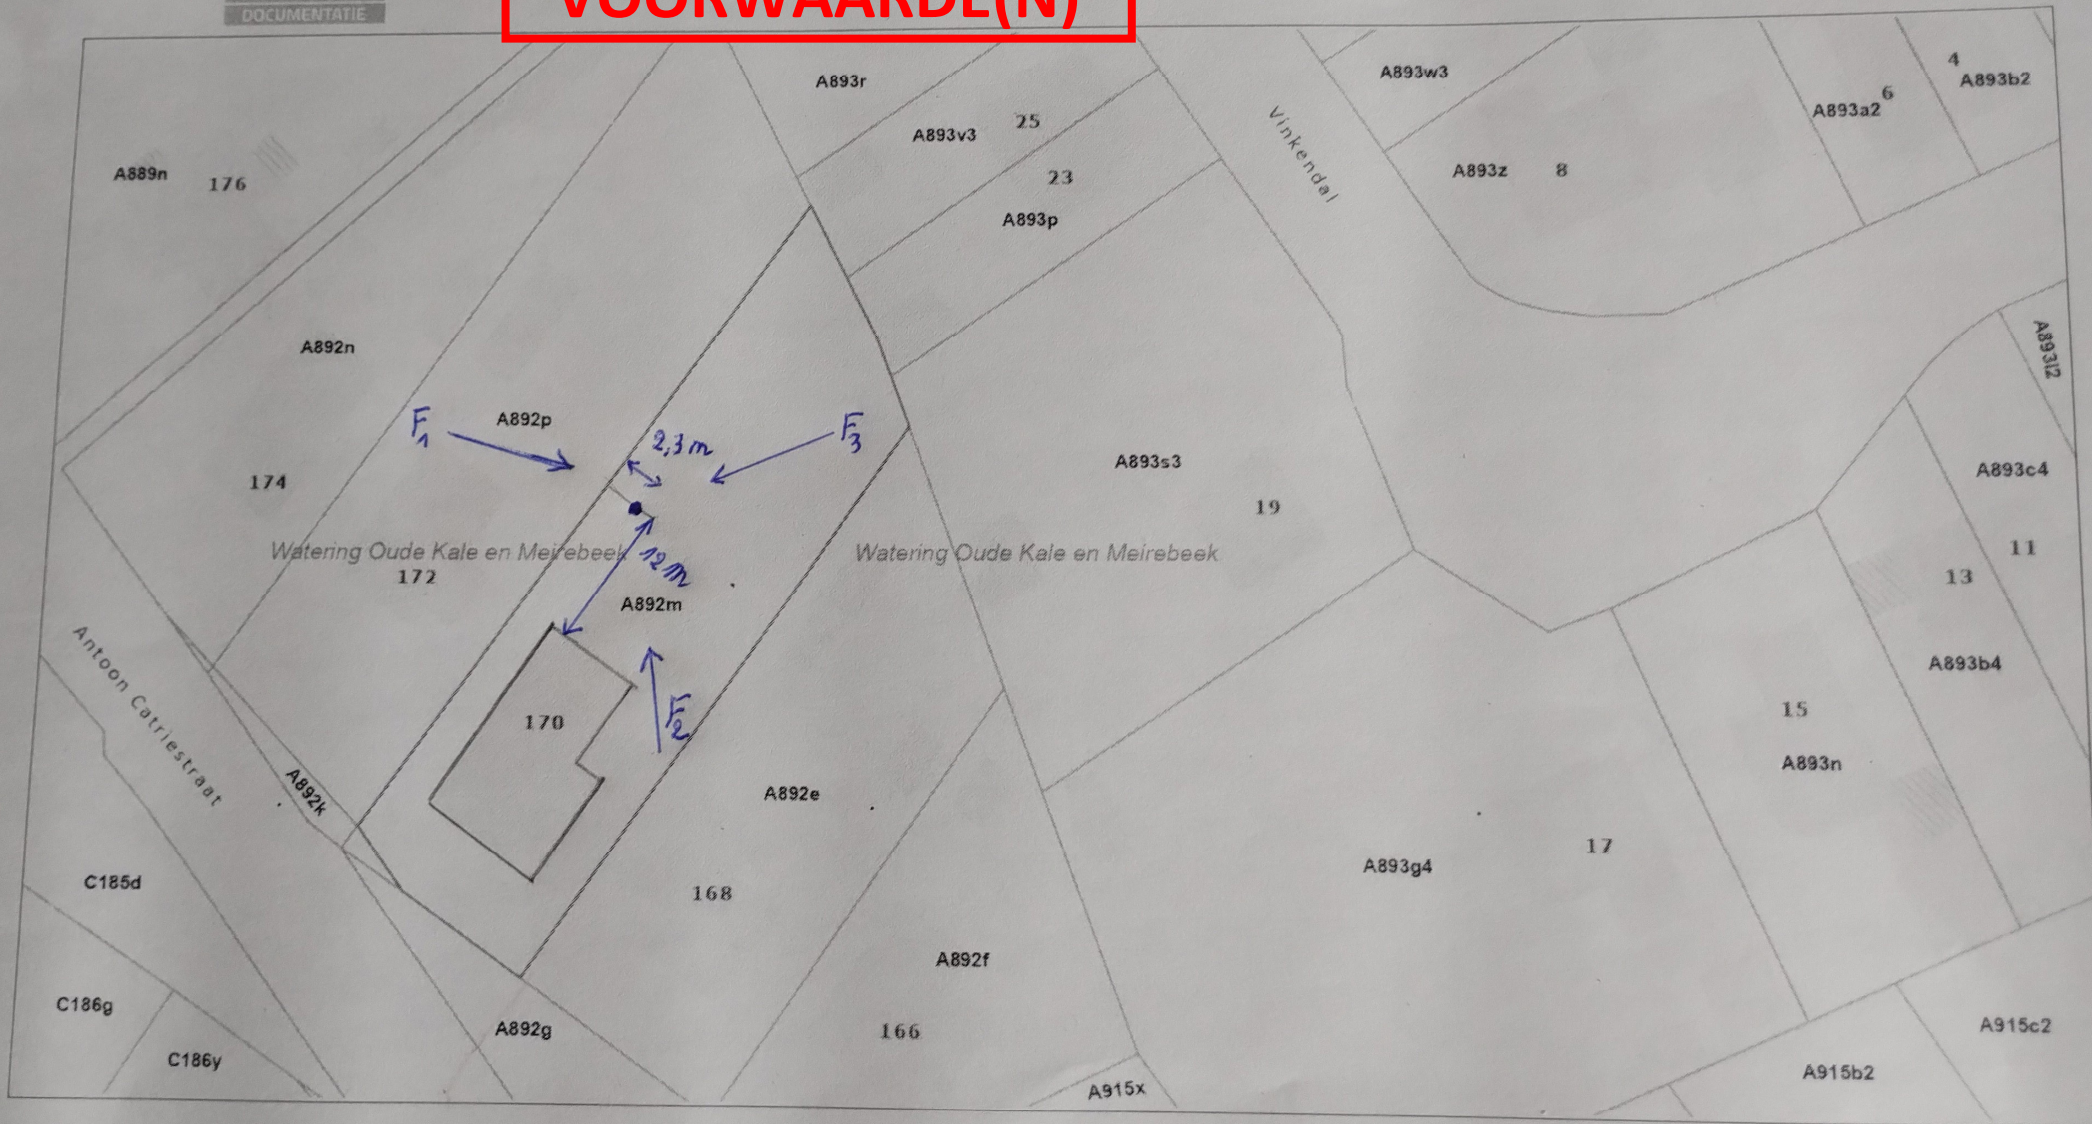 DOCUMENTATIE
VOORWAARDE(N)
A893r
A893w3
4
A893b2
6
A893a2
A893v3
25
Vinkendal
A889n
176
23
A893z
8
A893p
A892n
A893l2
F1
A892p
2,3 m
F3
A893s3
A893c4
174
19
Watering Oude Kale en Meirebeek
Watering Oude Kale en Meirebeek
12 m
11
172
13
A892m
Antoon Catriestraat
A893b4
170
F2
15
A893n
A892k
A892e
17
A893g4
C185d
168
A892f
C186g
A892g
166
A915c2
C186y
A915b2
A915x